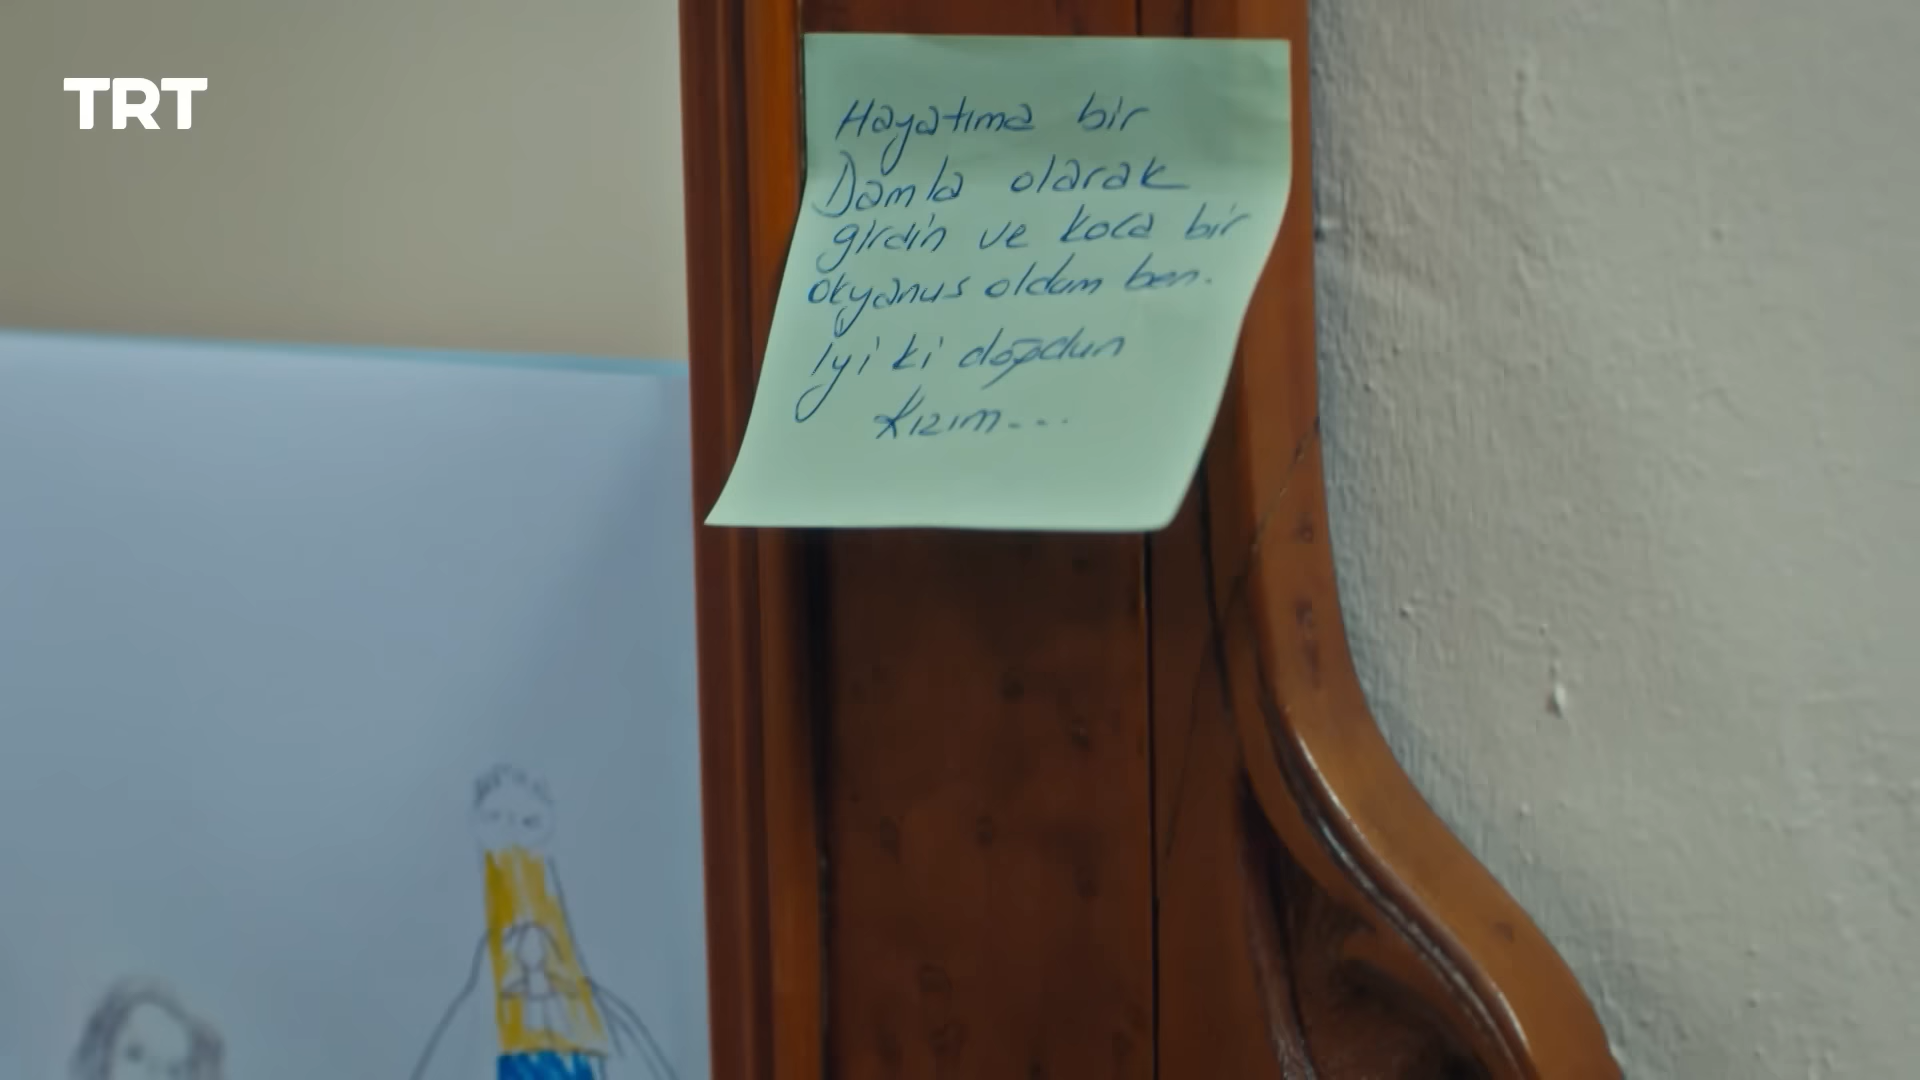 TRT
Hayatıma bir
Damla olarak
girdin ve koca bir
okyanus oldum ben.
İyi ki doğdun
Kızım...